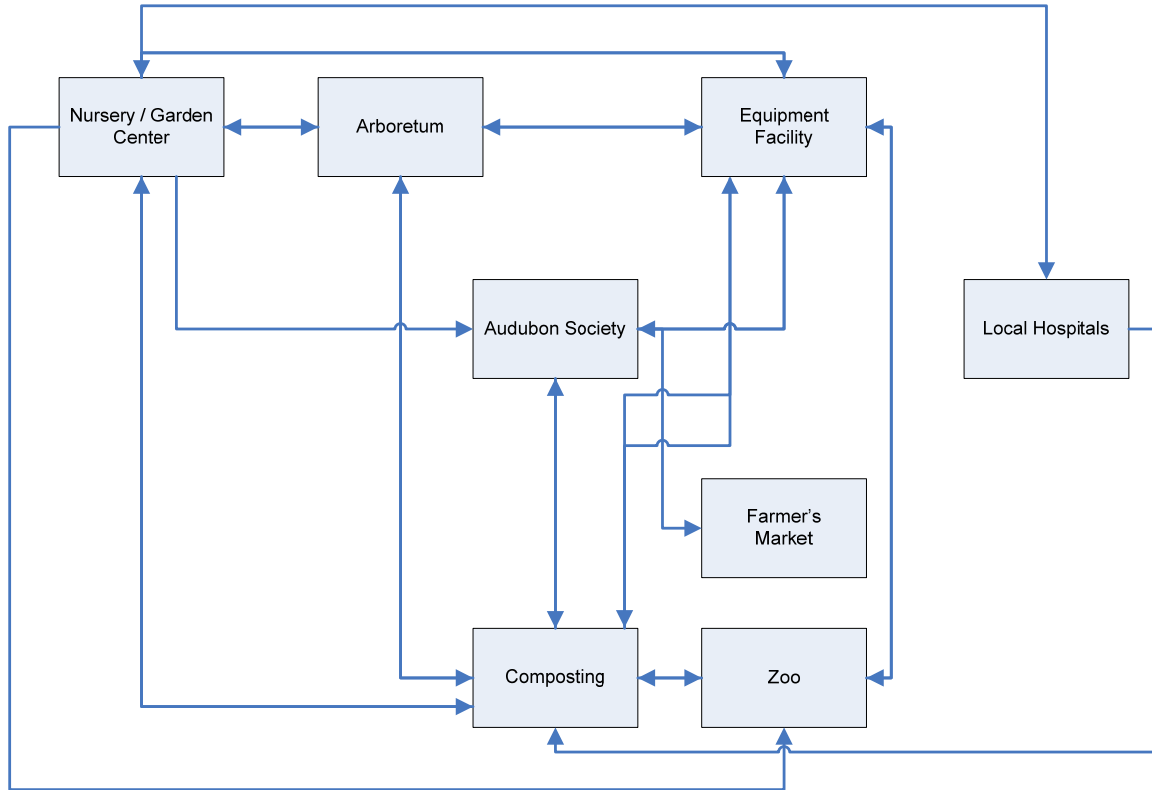 Nursery / Garden
Center
Arboretum
Equipment
Facility
Audubon Society
Local Hospitals
Farmer's
Market
Composting
Zoo